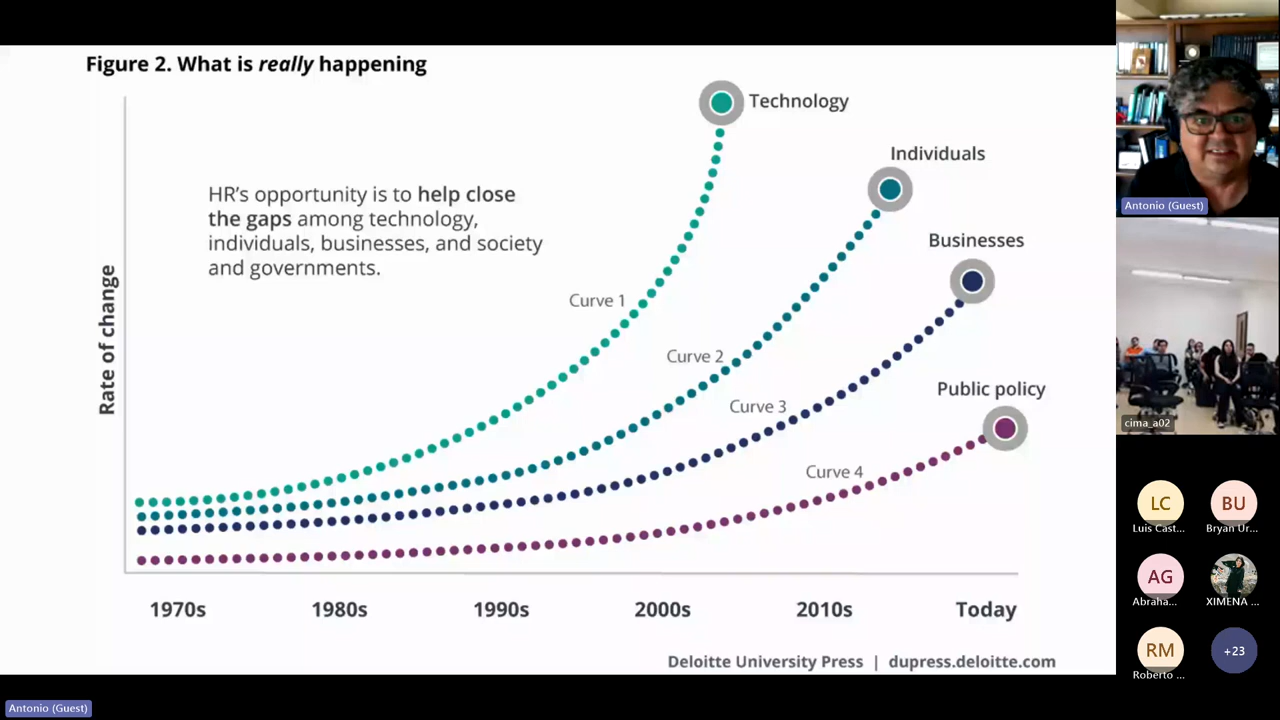 Figure 2. What is really happening
Technology
Individuals
HR's opportunity is to help close
the gaps among technology,
individuals, businesses, and society
and governments.
Businesses
Curve 1
Curve 2
Public policy
Curve 3
Curve 4
Rate of change
1970s
1980s
1990s
2000s
2010s
Today
Deloitte University Press | dupress.deloitte.com
Antonio (Guest)
Antonio (Guest)
cima_a02
LC
Luis Cast...
BU
Bryan Ur...
AG
Abraha...
XIMENA ...
RM
Roberto ...
+23